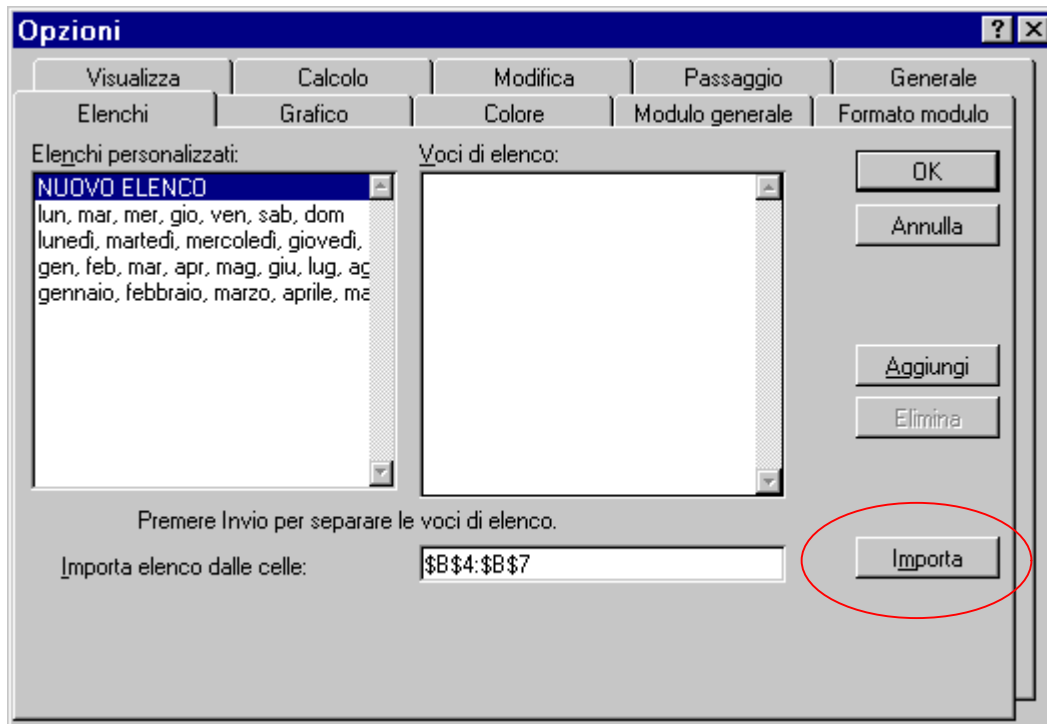 Opzioni
Visualizza Calcolo Modifica Passaggio Generale
Elenchi Grafico Colore Modulo generale Formato modulo
Elenchi personalizzati: Voci di elenco:
NUOVO ELENCO
lun, mar, mer, gio, ven, sab, dom
lunedì, martedì, mercoledì, giovedì,
gen, feb, mar, apr, mag, giu, lug, ag
gennaio, febbraio, marzo, aprile, ma
OK
Annulla
Aggiungi
Elimina
Premere Invio per separare le voci di elenco.
Importa elenco dalle celle: $B$4:$B$7 Importa